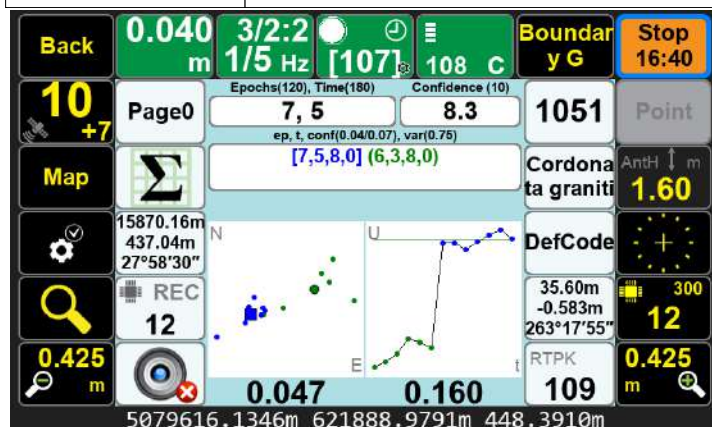 Back
0.040
m
3/2:2
1/5 Hz
[107]
108 C
Boundar
y G
Stop
16:40
10
+7
Page0
Epochs(120), Time(180)
Confidence (10)
7, 5
8.3
1051
Point
ep, t, conf(0.04/0.07), var(0.75)
[7,5,8,0] (6,3,8,0)
Map
Σ
Cordona
ta graniti
AntH m
1.60
15870.16m
437.04m
27°58'30"
N
E
U
t
DefCode
REC
12
35.60m
-0.583m
263°17'55"
300
12
0.425
m
0.047
0.160
RTPK
109
0.425
m
5079616.1346m 621888.9791m 448.3910m